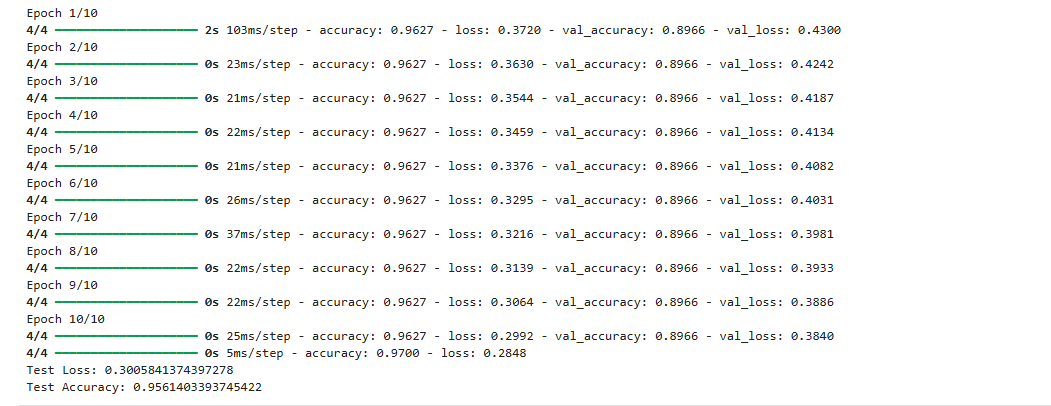 Epoch 1/10
4/4 ━━━━━━━━━━━━━━━━━━━━ 2s 103ms/step - accuracy: 0.9627 - loss: 0.3720 - val_accuracy: 0.8966 - val_loss: 0.4300
Epoch 2/10
4/4 ━━━━━━━━━━━━━━━━━━━━ 0s 23ms/step - accuracy: 0.9627 - loss: 0.3630 - val_accuracy: 0.8966 - val_loss: 0.4242
Epoch 3/10
4/4 ━━━━━━━━━━━━━━━━━━━━ 0s 21ms/step - accuracy: 0.9627 - loss: 0.3544 - val_accuracy: 0.8966 - val_loss: 0.4187
Epoch 4/10
4/4 ━━━━━━━━━━━━━━━━━━━━ 0s 22ms/step - accuracy: 0.9627 - loss: 0.3459 - val_accuracy: 0.8966 - val_loss: 0.4134
Epoch 5/10
4/4 ━━━━━━━━━━━━━━━━━━━━ 0s 21ms/step - accuracy: 0.9627 - loss: 0.3376 - val_accuracy: 0.8966 - val_loss: 0.4082
Epoch 6/10
4/4 ━━━━━━━━━━━━━━━━━━━━ 0s 26ms/step - accuracy: 0.9627 - loss: 0.3295 - val_accuracy: 0.8966 - val_loss: 0.4031
Epoch 7/10
4/4 ━━━━━━━━━━━━━━━━━━━━ 0s 37ms/step - accuracy: 0.9627 - loss: 0.3216 - val_accuracy: 0.8966 - val_loss: 0.3981
Epoch 8/10
4/4 ━━━━━━━━━━━━━━━━━━━━ 0s 22ms/step - accuracy: 0.9627 - loss: 0.3139 - val_accuracy: 0.8966 - val_loss: 0.3933
Epoch 9/10
4/4 ━━━━━━━━━━━━━━━━━━━━ 0s 22ms/step - accuracy: 0.9627 - loss: 0.3064 - val_accuracy: 0.8966 - val_loss: 0.3886
Epoch 10/10
4/4 ━━━━━━━━━━━━━━━━━━━━ 0s 25ms/step - accuracy: 0.9627 - loss: 0.2992 - val_accuracy: 0.8966 - val_loss: 0.3840
4/4 ━━━━━━━━━━━━━━━━━━━━ 0s 5ms/step - accuracy: 0.9700 - loss: 0.2848
Test Loss: 0.3005841374397278
Test Accuracy: 0.9561403393745422